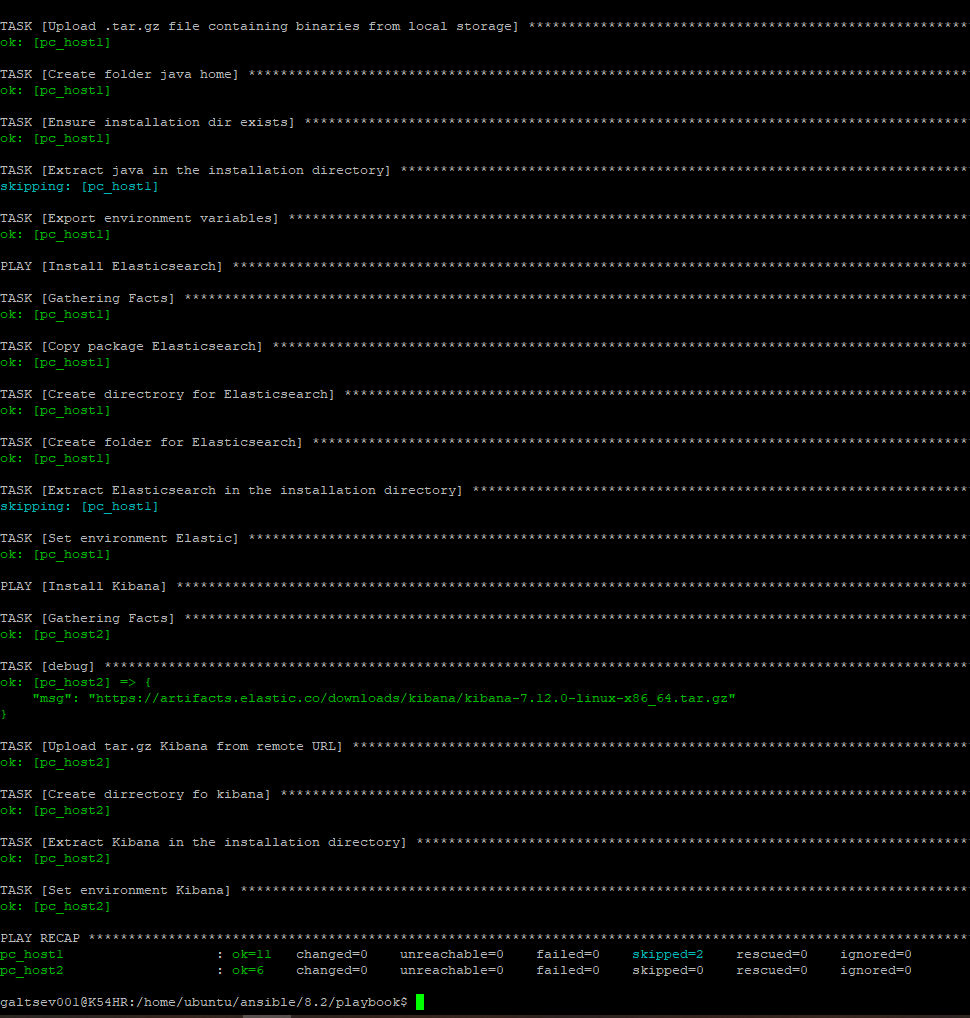 TASK [Upload .tar.gz file containing binaries from local storage] *******************************************************
ok: [pc_host1]
TASK [Create folder java home] ******************************************************************************************
ok: [pc_host1]
TASK [Ensure installation dir exists] ***********************************************************************************
ok: [pc_host1]
TASK [Extract java in the installation directory] ***********************************************************************
skipping: [pc_host1]
TASK [Export environment variables] *************************************************************************************
ok: [pc_host1]
PLAY [Install Elasticsearch] ********************************************************************************************
TASK [Gathering Facts] **************************************************************************************************
ok: [pc_host1]
TASK [Copy package Elasticsearch] ***************************************************************************************
ok: [pc_host1]
TASK [Create directrory for Elasticsearch] ******************************************************************************
ok: [pc_host1]
TASK [Create folder for Elasticsearch] **********************************************************************************
ok: [pc_host1]
TASK [Extract Elasticsearch in the installation directory] **************************************************************
skipping: [pc_host1]
TASK [Set environment Elastic] ******************************************************************************************
ok: [pc_host1]
PLAY [Install Kibana] ***************************************************************************************************
TASK [Gathering Facts] **************************************************************************************************
ok: [pc_host2]
TASK [debug] ************************************************************************************************************
ok: [pc_host2] => {
    "msg": "https://artifacts.elastic.co/downloads/kibana/kibana-7.12.0-linux-x86_64.tar.gz"
}
TASK [Upload tar.gz Kibana from remote URL] *****************************************************************************
ok: [pc_host2]
TASK [Create dirrectory fo kibana] **************************************************************************************
ok: [pc_host2]
TASK [Extract Kibana in the installation directory] *********************************************************************
ok: [pc_host2]
TASK [Set environment Kibana] *******************************************************************************************
ok: [pc_host2]
PLAY RECAP **************************************************************************************************************
pc_host1                   : ok=11   changed=0    unreachable=0    failed=0    skipped=2    rescued=0    ignored=0
pc_host2                   : ok=6    changed=0    unreachable=0    failed=0    skipped=0    rescued=0    ignored=0
galtsev001@K54HR:/home/ubuntu/ansible/8.2/playbook$